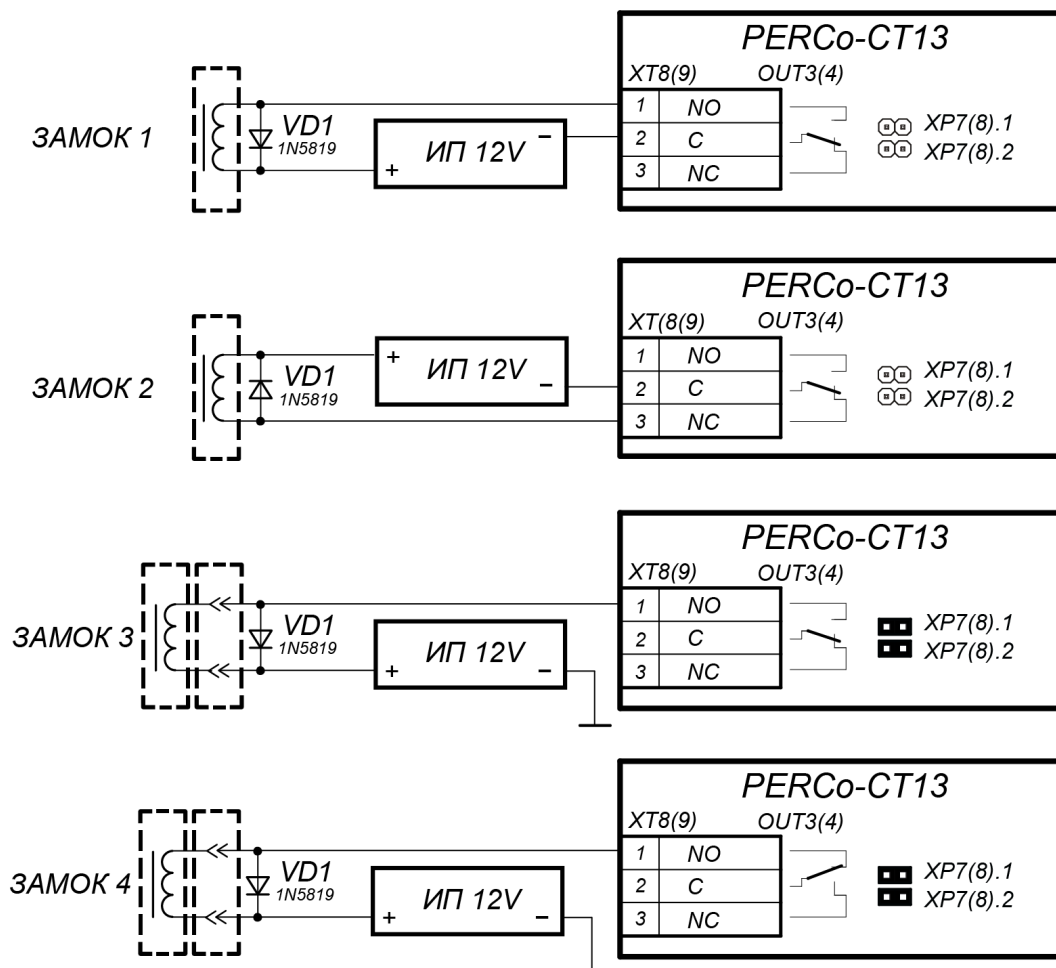 PERCo-CT13
XT8(9) OUT3(4)
ЗАМОК 1
VD1
1N5819
ИП 12V
+ −
1 NO
2 C
3 NC
XP7(8).1
XP7(8).2
PERCo-CT13
XT(8(9) OUT3(4)
ЗАМОК 2
VD1
1N5819
+ −
ИП 12V
1 NO
2 C
3 NC
XP7(8).1
XP7(8).2
PERCo-CT13
XT8(9) OUT3(4)
ЗАМОК 3
VD1
1N5819
ИП 12V
+ −
1 NO
2 C
3 NC
XP7(8).1
XP7(8).2
PERCo-CT13
XT8(9) OUT3(4)
ЗАМОК 4
VD1
1N5819
ИП 12V
+ −
1 NO
2 C
3 NC
XP7(8).1
XP7(8).2